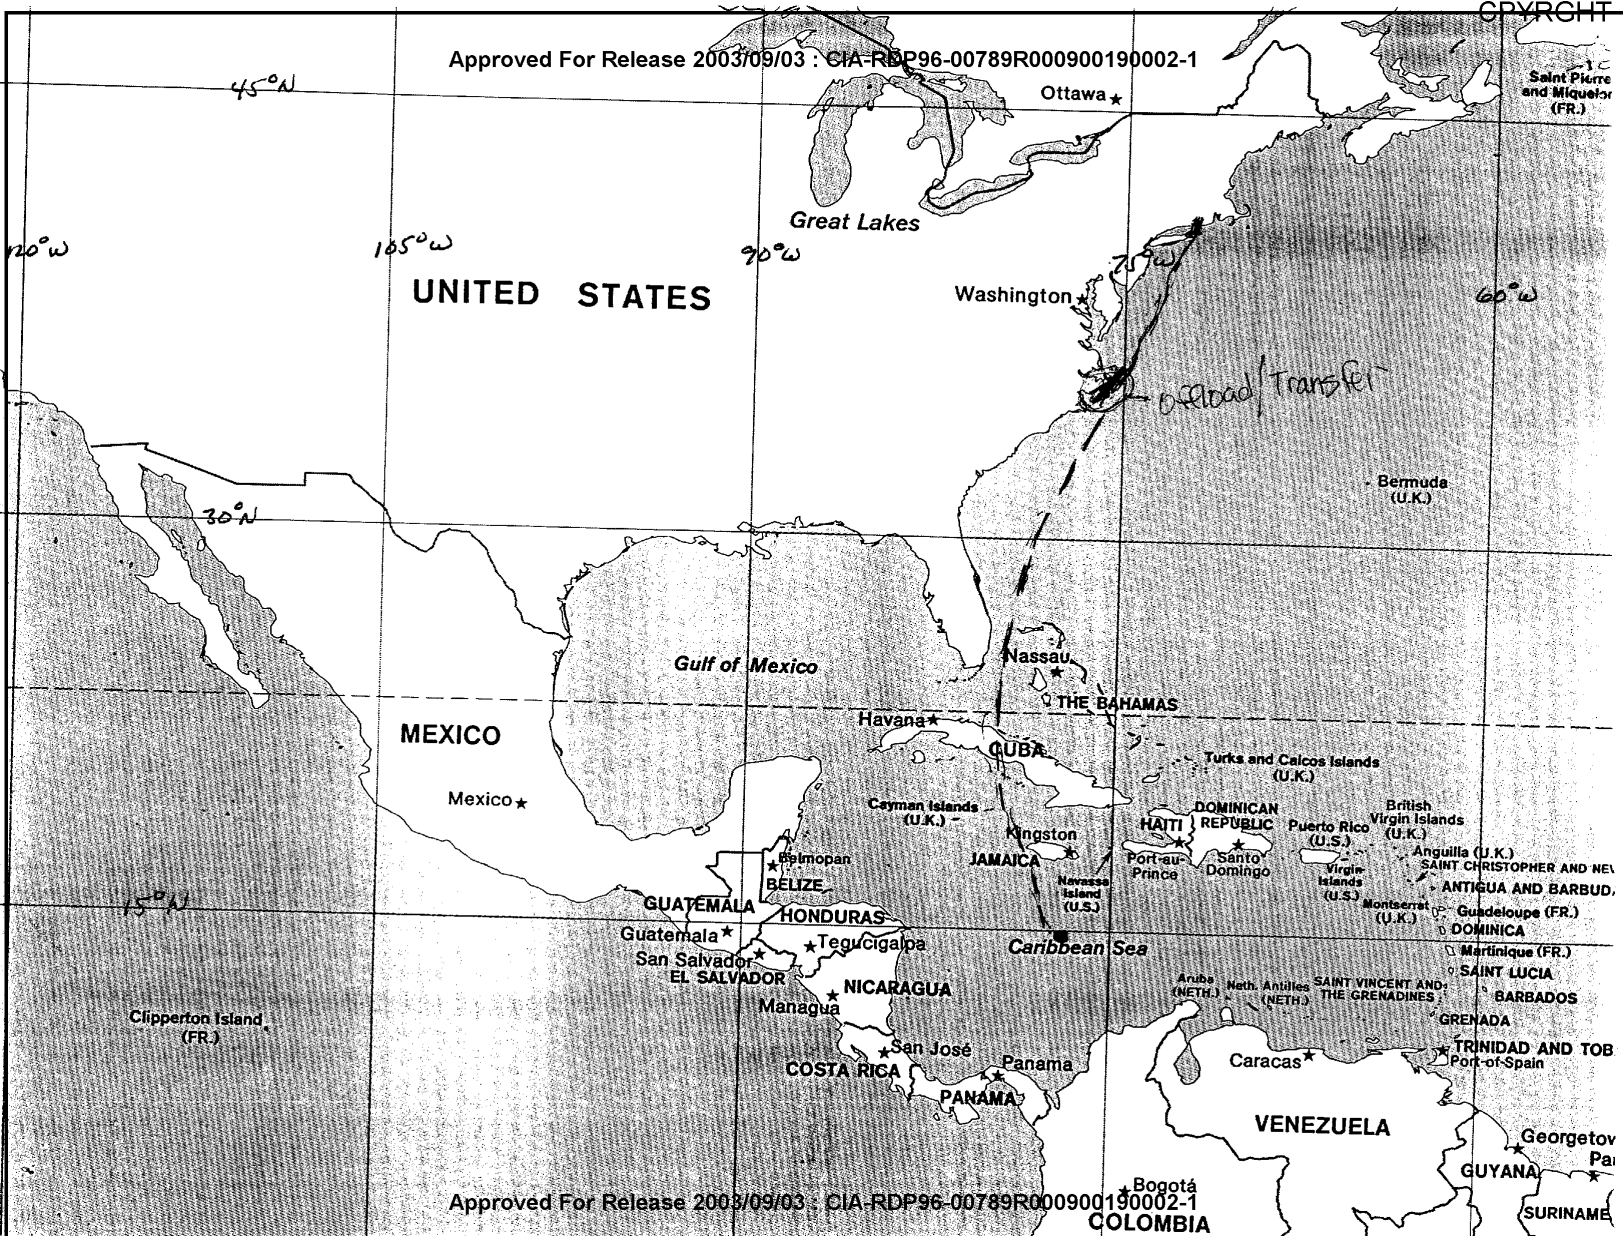 CPYRGHT
Approved For Release 2003/09/03 : CIA-RDP96-00789R000900190002-1
45°N
Ottawa
Saint Pierre
and Miquelon
(FR.)
Great Lakes
120°W
105°W
90°W
75°W
60°W
UNITED STATES
Washington
offload/Transfer
Bermuda
(U.K.)
30°N
Gulf of Mexico
Nassau
THE BAHAMAS
Havana
MEXICO
CUBA
Turks and Caicos Islands
(U.K.)
Mexico
Cayman Islands
(U.K.)
Kingston
JAMAICA
HAITI
DOMINICAN
REPUBLIC
Puerto Rico
(U.S.)
British
Virgin Islands
(U.K.)
Port-au-
Prince
Santo
Domingo
Anguilla (U.K.)
SAINT CHRISTOPHER AND NEV
Belmopan
BELIZE
Navassa
Island
(U.S.)
Virgin
Islands
(U.S.)
ANTIGUA AND BARBUD
15°N
GUATEMALA
HONDURAS
Montserrat
(U.K.)
Guadeloupe (FR.)
DOMINICA
Guatemala
Tegucigalpa
Caribbean Sea
Martinique (FR.)
San Salvador
EL SALVADOR
SAINT LUCIA
NICARAGUA
Managua
Aruba
(NETH.)
Neth. Antilles
(NETH.)
SAINT VINCENT AND
THE GRENADINES
BARBADOS
Clipperton Island
(FR.)
GRENADA
San José
COSTA RICA
Panama
PANAMA
Caracas
TRINIDAD AND TOB
Port-of-Spain
VENEZUELA
Georgetow
Par
GUYANA
Bogotá
COLOMBIA
SURINAME
Approved For Release 2003/09/03 : CIA-RDP96-00789R000900190002-1